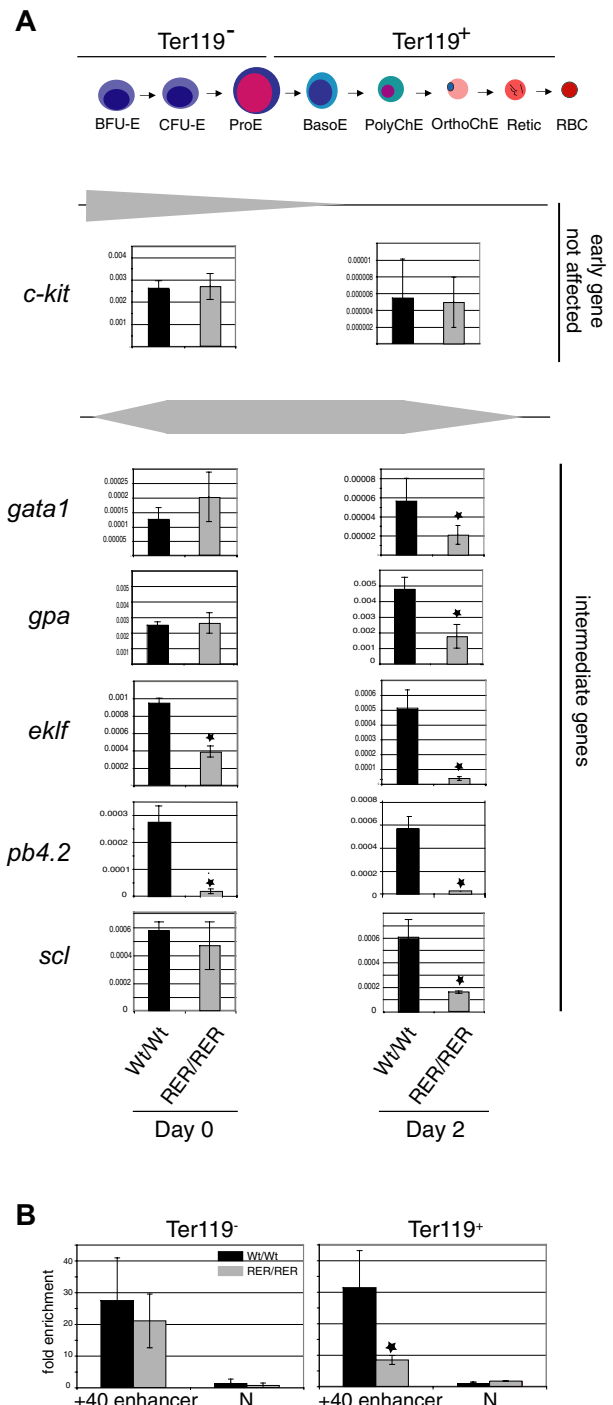 A
Ter119-
Ter119+
BFU-E CFU-E ProE BasoE PolyChE OrthoChE Retic RBC
c-kit
0.004
0.003
0.002
0.001
0.00001
0.000008
0.000006
0.000004
0.000002
early gene
not affected
gata1
0.00025
0.0002
0.00015
0.00001
0.00005
0.00008
0.00006
0.00004
0.00002
gpa
0.005
0.004
0.003
0.002
0.001
0.005
0.004
0.003
0.002
0.001
0
eklf
0.001
0.0008
0.0006
0.0004
0.0002
0.0006
0.0005
0.0004
0.0003
0.0002
0.0001
0
pb4.2
0.0003
0.0002
0.0001
0
0.0008
0.0006
0.0004
0.0002
0
scl
0.0006
0.0004
0.0002
0
0.0006
0.0004
0.0002
0
intermediate genes
Wt/Wt
RER/RER
Wt/Wt
RER/RER
Day 0
Day 2
B
Ter119-
Ter119+
Wt/Wt
RER/RER
fold enrichment
40
30
20
10
0
+40 enhancer N
+40 enhancer N